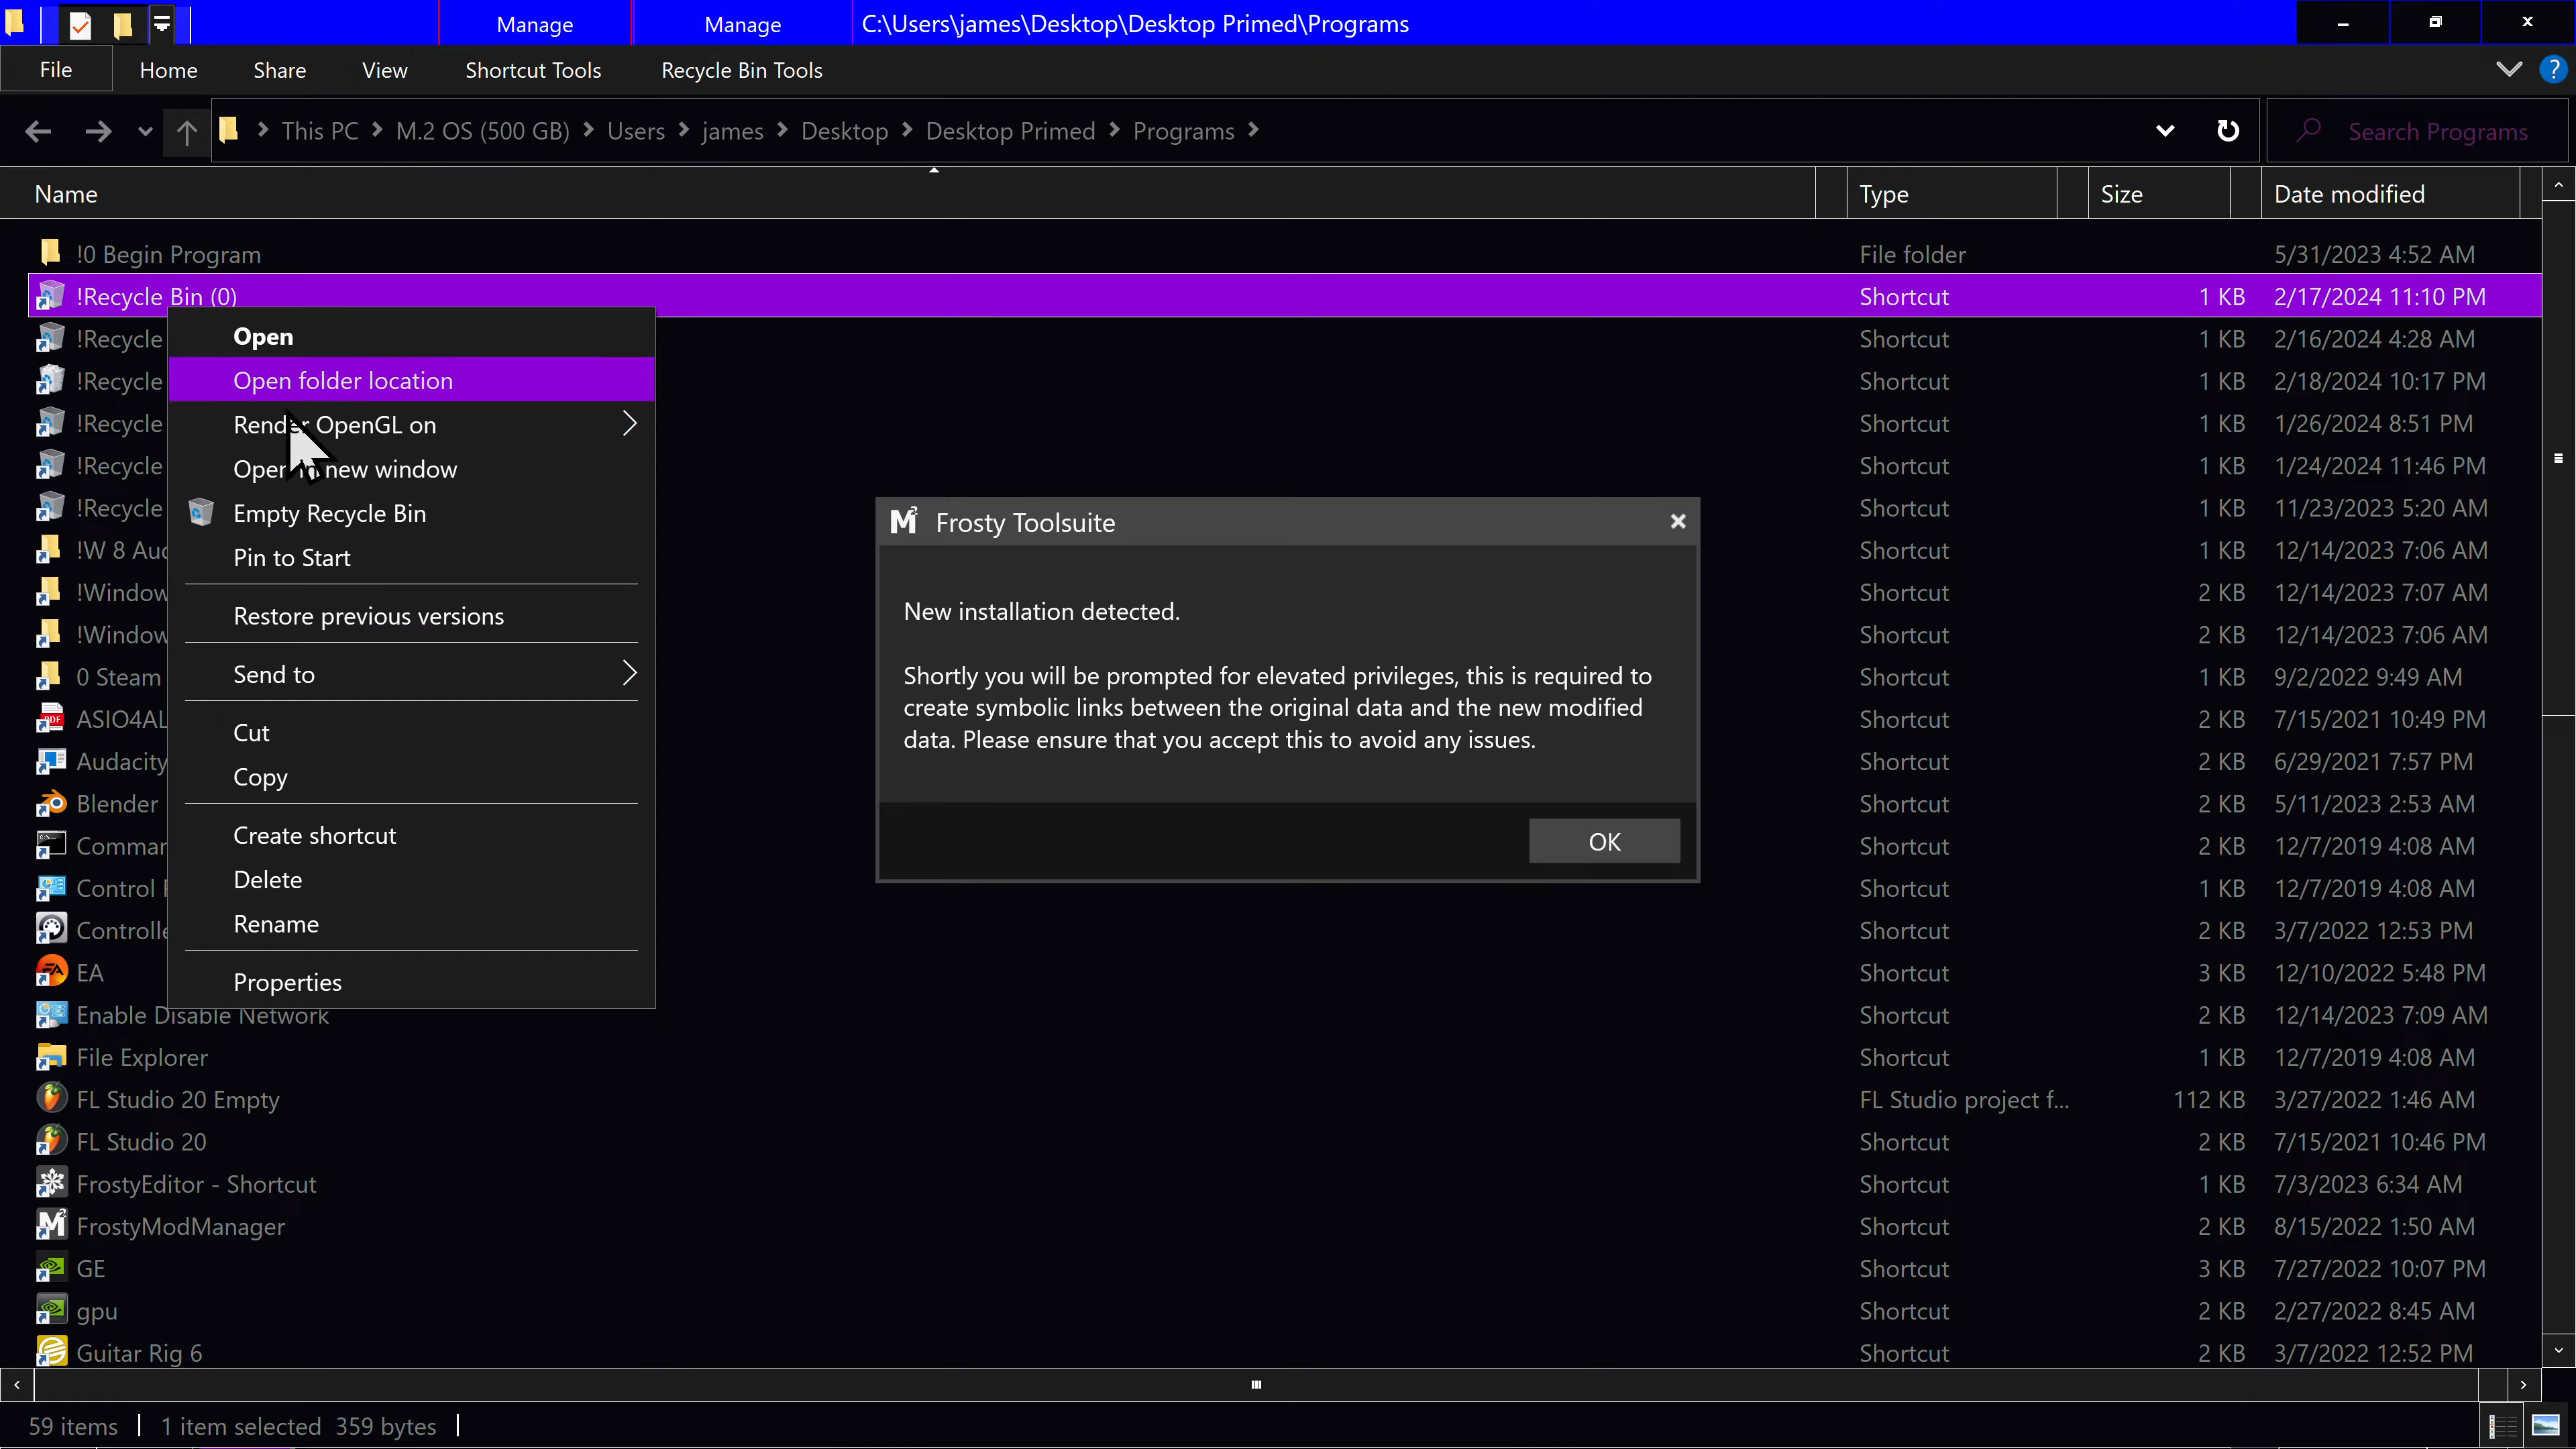 Manage
Manage
C:\Users\james\Desktop\Desktop Primed\Programs
File
Home
Share
View
Shortcut Tools
Recycle Bin Tools
This PC
M.2 OS (500 GB)
Users
james
Desktop
Desktop Primed
Programs
Search Programs
Name
Type
Size
Date modified
!0 Begin Program File folder 5/31/2023 4:52 AM
!Recycle Bin (0) Shortcut 1 KB 2/17/2024 11:10 PM
!Recycle Shortcut 1 KB 2/16/2024 4:28 AM
!Recycle Shortcut 1 KB 2/18/2024 10:17 PM
!Recycle Shortcut 1 KB 1/26/2024 8:51 PM
!Recycle Shortcut 1 KB 1/24/2024 11:46 PM
!Recycle Shortcut 1 KB 11/23/2023 5:20 AM
!W 8 Aud Shortcut 1 KB 12/14/2023 7:06 AM
!Window Shortcut 2 KB 12/14/2023 7:07 AM
!Window Shortcut 2 KB 12/14/2023 7:06 AM
0 Steam Shortcut 1 KB 9/2/2022 9:49 AM
ASIO4AL Shortcut 2 KB 7/15/2021 10:49 PM
Audacity Shortcut 2 KB 6/29/2021 7:57 PM
Blender Shortcut 2 KB 5/11/2023 2:53 AM
Comman Shortcut 2 KB 12/7/2019 4:08 AM
Control P Shortcut 1 KB 12/7/2019 4:08 AM
Controlle Shortcut 2 KB 3/7/2022 12:53 PM
EA Shortcut 3 KB 12/10/2022 5:48 PM
Enable Disable Network Shortcut 2 KB 12/14/2023 7:09 AM
File Explorer Shortcut 1 KB 12/7/2019 4:08 AM
FL Studio 20 Empty FL Studio project f... 112 KB 3/27/2022 1:46 AM
FL Studio 20 Shortcut 2 KB 7/15/2021 10:46 PM
FrostyEditor - Shortcut Shortcut 1 KB 7/3/2023 6:34 AM
FrostyModManager Shortcut 2 KB 8/15/2022 1:50 AM
GE Shortcut 3 KB 7/27/2022 10:07 PM
gpu Shortcut 2 KB 2/27/2022 8:45 AM
Guitar Rig 6 Shortcut 2 KB 3/7/2022 12:52 PM
Open
Open folder location
Render OpenGL on
Open in new window
Empty Recycle Bin
Pin to Start
Restore previous versions
Send to
Cut
Copy
Create shortcut
Delete
Rename
Properties
M2 Frosty Toolsuite
New installation detected.
Shortly you will be prompted for elevated privileges, this is required to
create symbolic links between the original data and the new modified
data. Please ensure that you accept this to avoid any issues.
OK
59 items
1 item selected 359 bytes